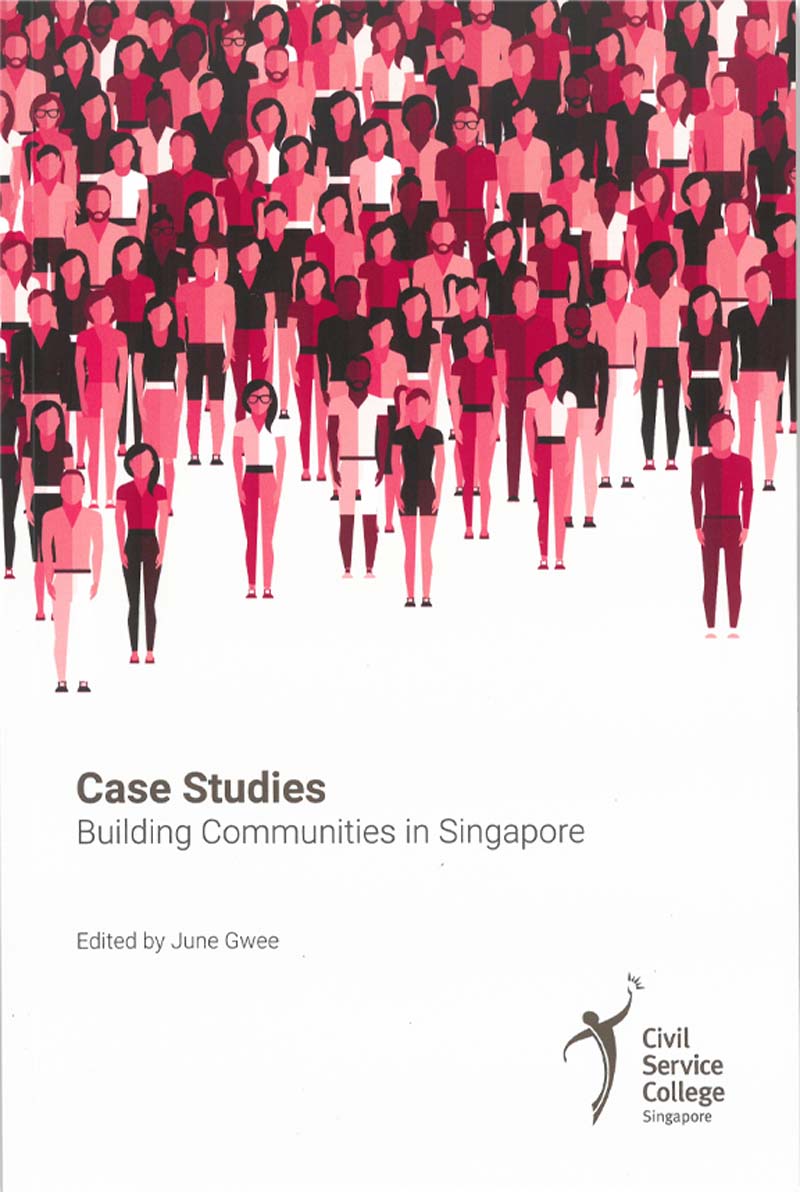 Case Studies
Building Communities in Singapore
Edited by June Gwee
Civil
Service
College
Singapore